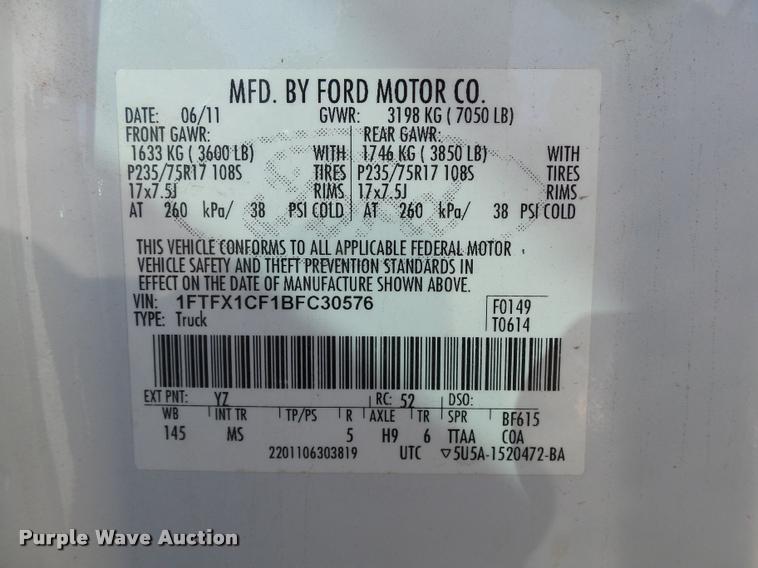 MFD. BY FORD MOTOR CO.
DATE: 06/11 GVWR: 3198 KG ( 7050 LB)
FRONT GAWR: REAR GAWR:
1633 KG ( 3600 LB) WITH 1746 KG ( 3850 LB) WITH
P235/75R17 108S TIRES P235/75R17 108S TIRES
17x7.5J RIMS 17x7.5J RIMS
AT 260 kPa/ 38 PSI COLD AT 260 kPa/ 38 PSI COLD
THIS VEHICLE CONFORMS TO ALL APPLICABLE FEDERAL MOTOR
VEHICLE SAFETY AND THEFT PREVENTION STANDARDS IN
EFFECT ON THE DATE OF MANUFACTURE SHOWN ABOVE.
VIN: 1FTFX1CF1BFC30576 F0149
TYPE: Truck T0614
EXT PNT: YZ RC: 52 DSO:
WB INT TR TP/PS R AXLE TR SPR BF615
145 MS 5 H9 6 TTAA COA
2201106303819 UTC ▽5U5A-1520472-BA
Purple Wave Auction